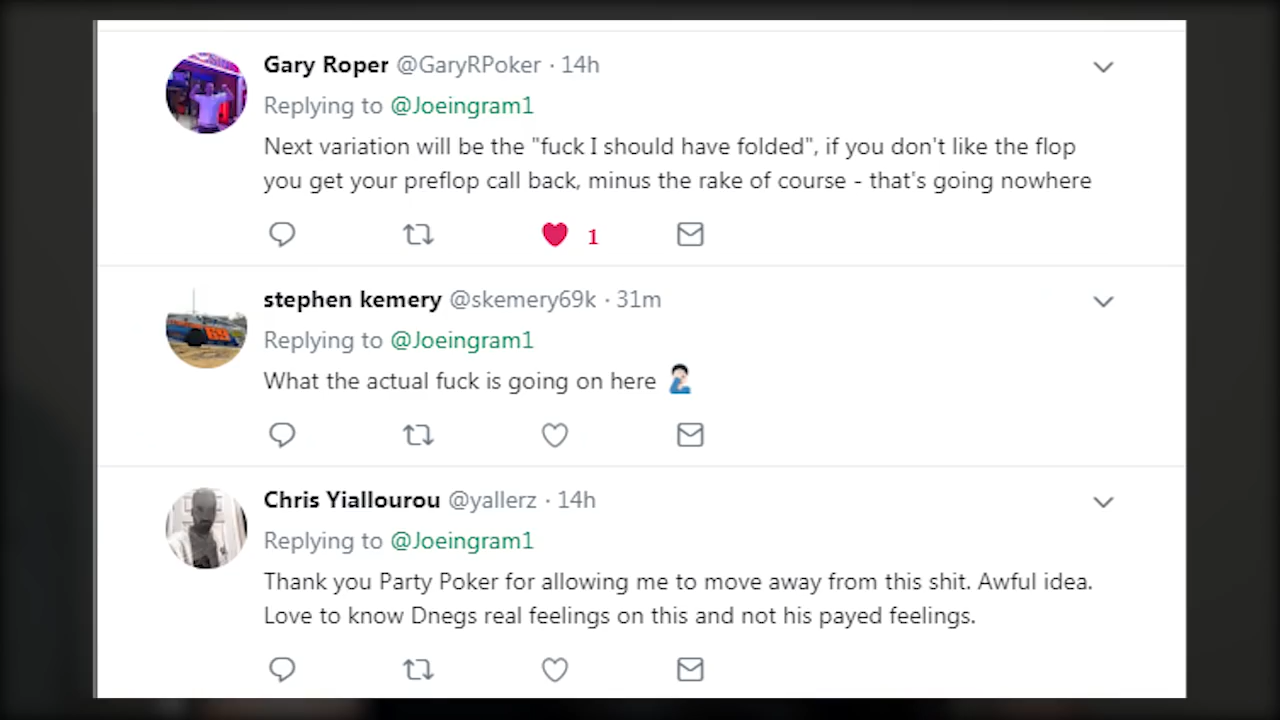 Gary Roper @GaryRPoker · 14h
Replying to @Joeingram1
Next variation will be the "fuck I should have folded", if you don't like the flop
you get your preflop call back, minus the rake of course - that's going nowhere
1
stephen kemery @skemery69k · 31m
Replying to @Joeingram1
What the actual fuck is going on here 🤦🏻‍♂️
Chris Yiallourou @yallerz · 14h
Replying to @Joeingram1
Thank you Party Poker for allowing me to move away from this shit. Awful idea.
Love to know Dnegs real feelings on this and not his payed feelings.